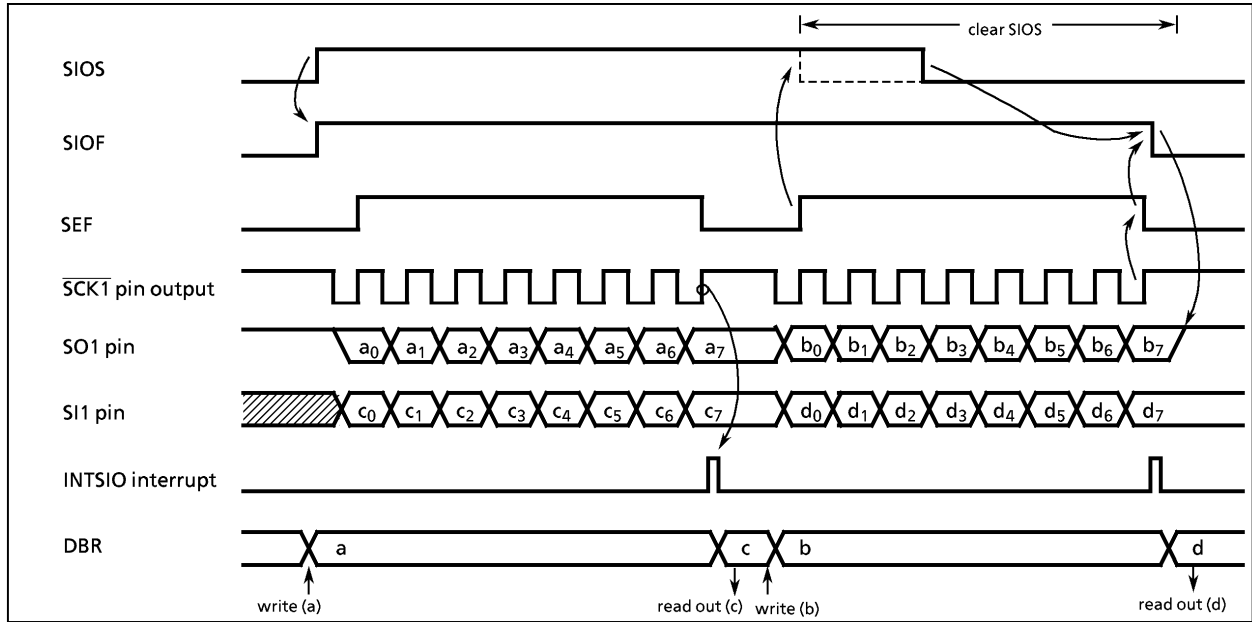 clear SIOS
SIOS
SIOF
SEF
SCK1 pin output
SO1 pin a0 a1 a2 a3 a4 a5 a6 a7 b0 b1 b2 b3 b4 b5 b6 b7
SI1 pin c0 c1 c2 c3 c4 c5 c6 c7 d0 d1 d2 d3 d4 d5 d6 d7
INTSIO interrupt
DBR a c b d
write (a) read out (c) write (b) read out (d)